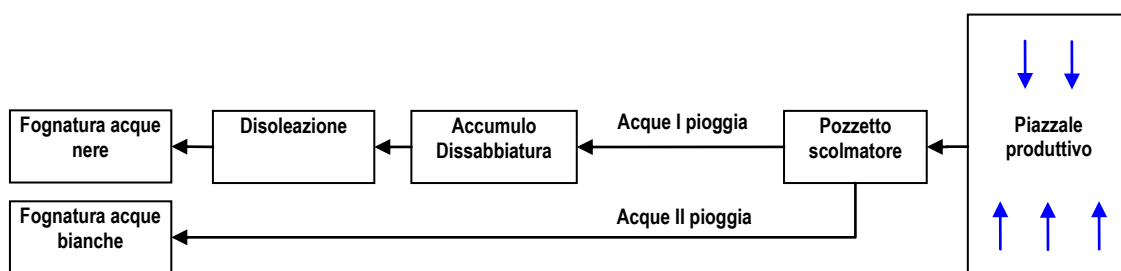 Fognatura acque
nere
Disoleazione
Accumulo
Dissabbiatura
Acque I pioggia
Pozzetto
scolmatore
Piazzale
produttivo
Fognatura acque
bianche
Acque II pioggia